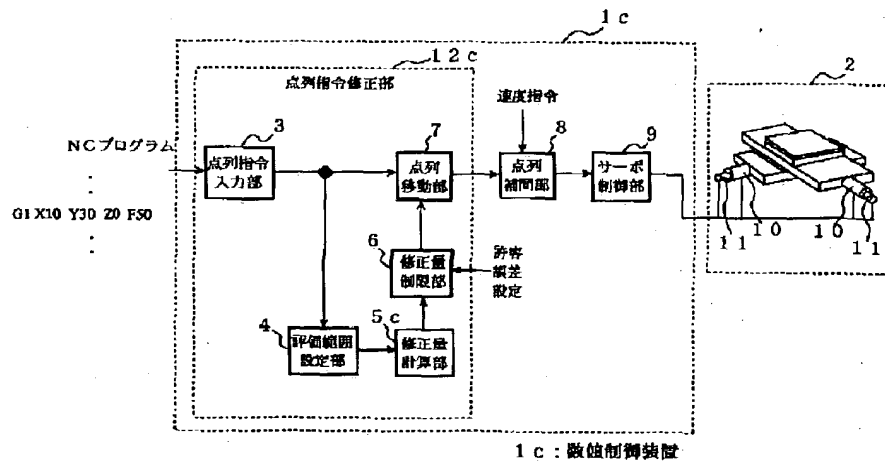 1c
12c
2
点列指令修正部
速度指令
3
7
8
9
NCプログラム
点列指令
入力部
点列
移動部
点列
補間部
サーボ
制御部
・
・
G1 X10 Y30 Z0 F50
・
・
10
10
11
11
6
修正量
制限部
許容
誤差
設定
4
5c
評価範囲
設定部
修正量
計算部
1c：数値制御装置